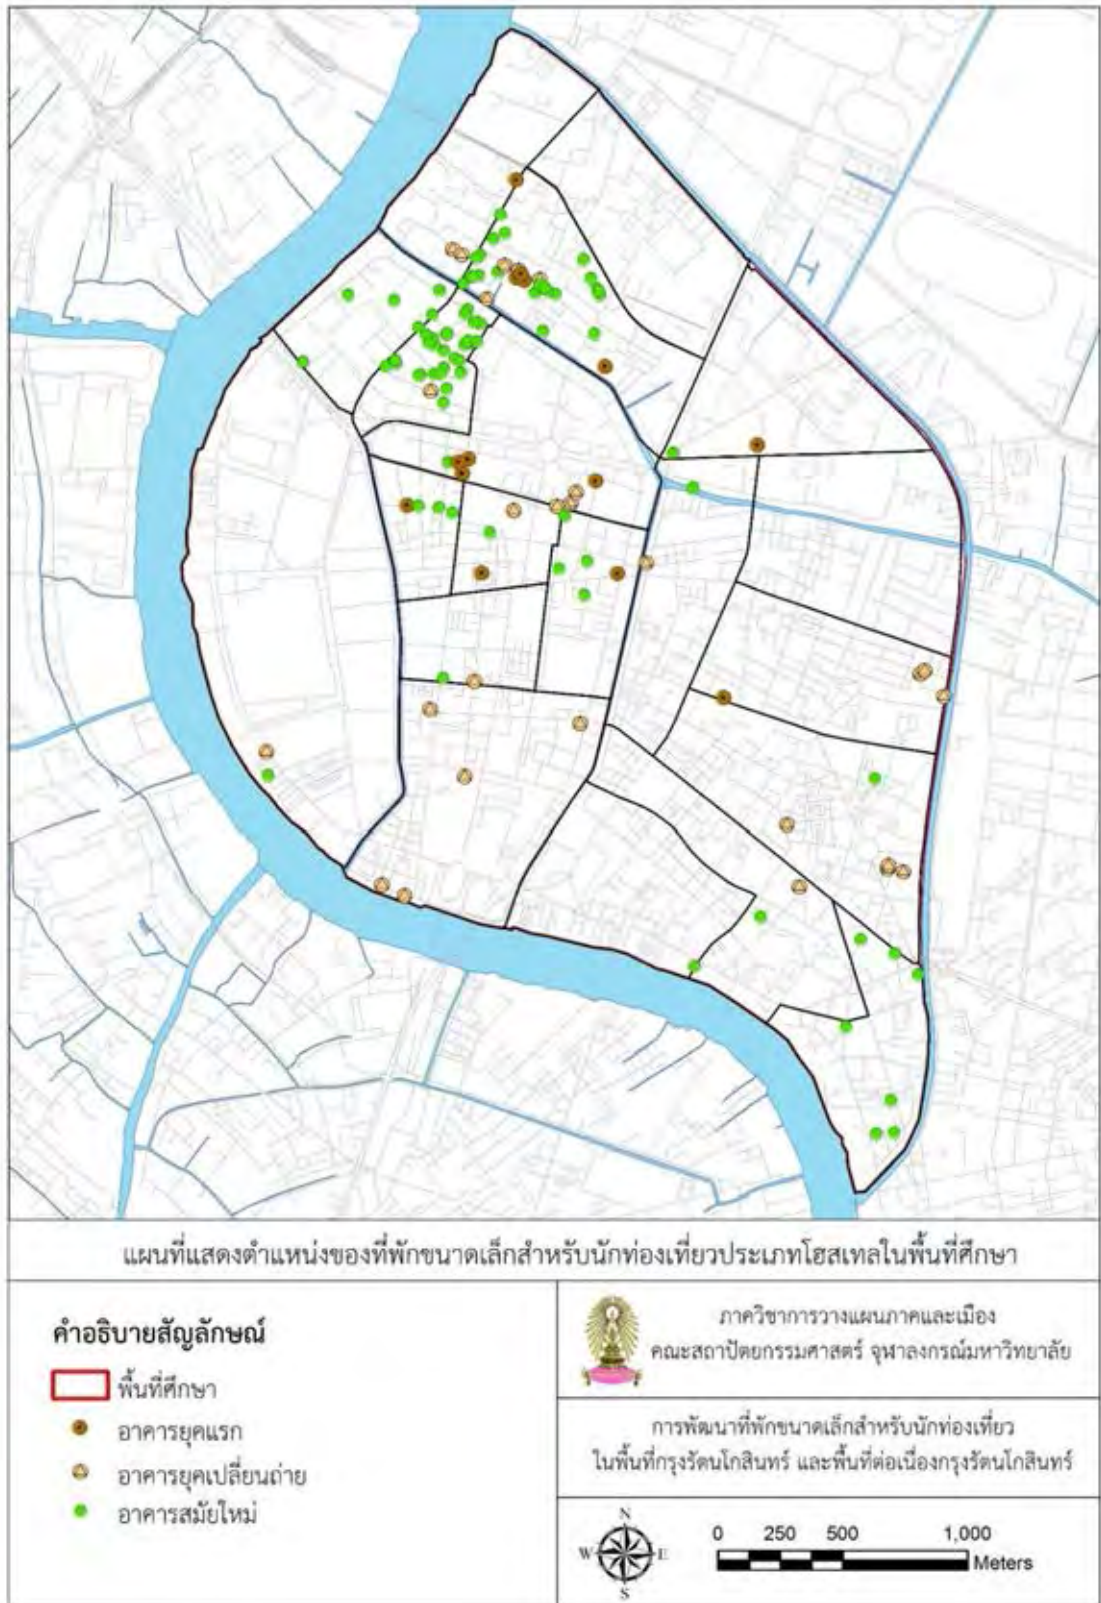 แผนที่แสดงตำแหน่งของที่พักขนาดเล็กสำหรับนักท่องเที่ยวประเภทโฮสเทลในพื้นที่ศึกษา
คำอธิบายสัญลักษณ์
พื้นที่ศึกษา
อาคารยุคแรก
อาคารยุคเปลี่ยนถ่าย
อาคารสมัยใหม่
ภาควิชาการวางแผนภาคและเมือง
คณะสถาปัตยกรรมศาสตร์ จุฬาลงกรณ์มหาวิทยาลัย
การพัฒนาที่พักขนาดเล็กสำหรับนักท่องเที่ยว
ในพื้นที่กรุงรัตนโกสินทร์ และพื้นที่ต่อเนื่องกรุงรัตนโกสินทร์
N
W E
S
0 250 500 1,000
Meters